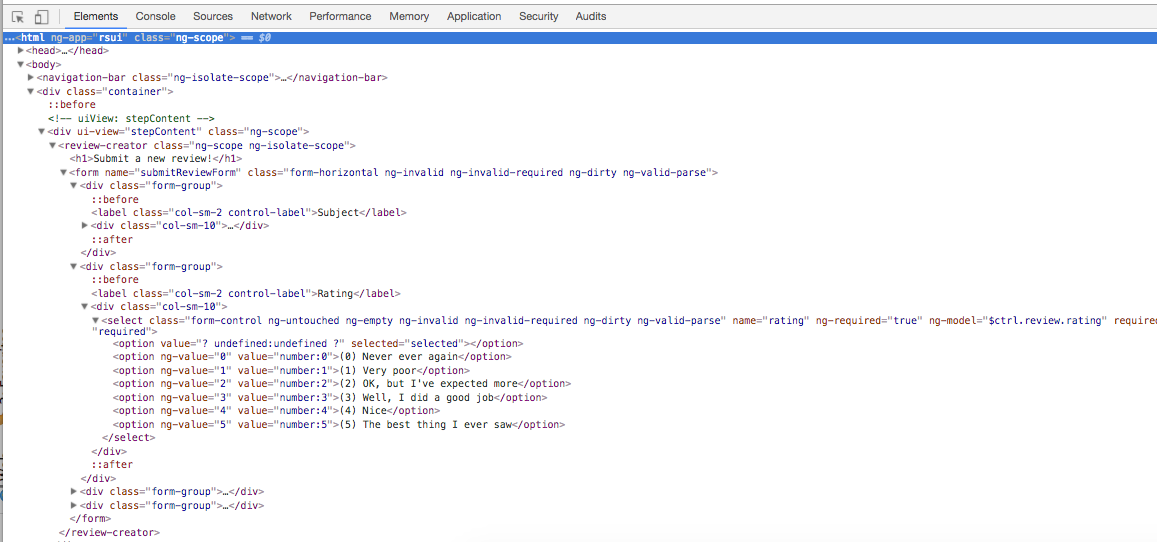 Elements Console Sources Network Performance Memory Application Security Audits
…<html ng-app="rsui" class="ng-scope"> == $0
<head>…</head>
<body>
<navigation-bar class="ng-isolate-scope">…</navigation-bar>
<div class="container">
::before
<!-- uiView: stepContent -->
<div ui-view="stepContent" class="ng-scope">
<review-creator class="ng-scope ng-isolate-scope">
<h1>Submit a new review!</h1>
<form name="submitReviewForm" class="form-horizontal ng-invalid ng-invalid-required ng-dirty ng-valid-parse">
<div class="form-group">
::before
<label class="col-sm-2 control-label">Subject</label>
<div class="col-sm-10">…</div>
::after
</div>
<div class="form-group">
::before
<label class="col-sm-2 control-label">Rating</label>
<div class="col-sm-10">
<select class="form-control ng-untouched ng-empty ng-invalid ng-invalid-required ng-dirty ng-valid-parse" name="rating" ng-required="true" ng-model="$ctrl.review.rating" require
"required">
<option value="? undefined:undefined ?" selected="selected"></option>
<option ng-value="0" value="number:0">(0) Never ever again</option>
<option ng-value="1" value="number:1">(1) Very poor</option>
<option ng-value="2" value="number:2">(2) OK, but I've expected more</option>
<option ng-value="3" value="number:3">(3) Well, I did a good job</option>
<option ng-value="4" value="number:4">(4) Nice</option>
<option ng-value="5" value="number:5">(5) The best thing I ever saw</option>
</select>
</div>
::after
</div>
<div class="form-group">…</div>
<div class="form-group">…</div>
</form>
</review-creator>